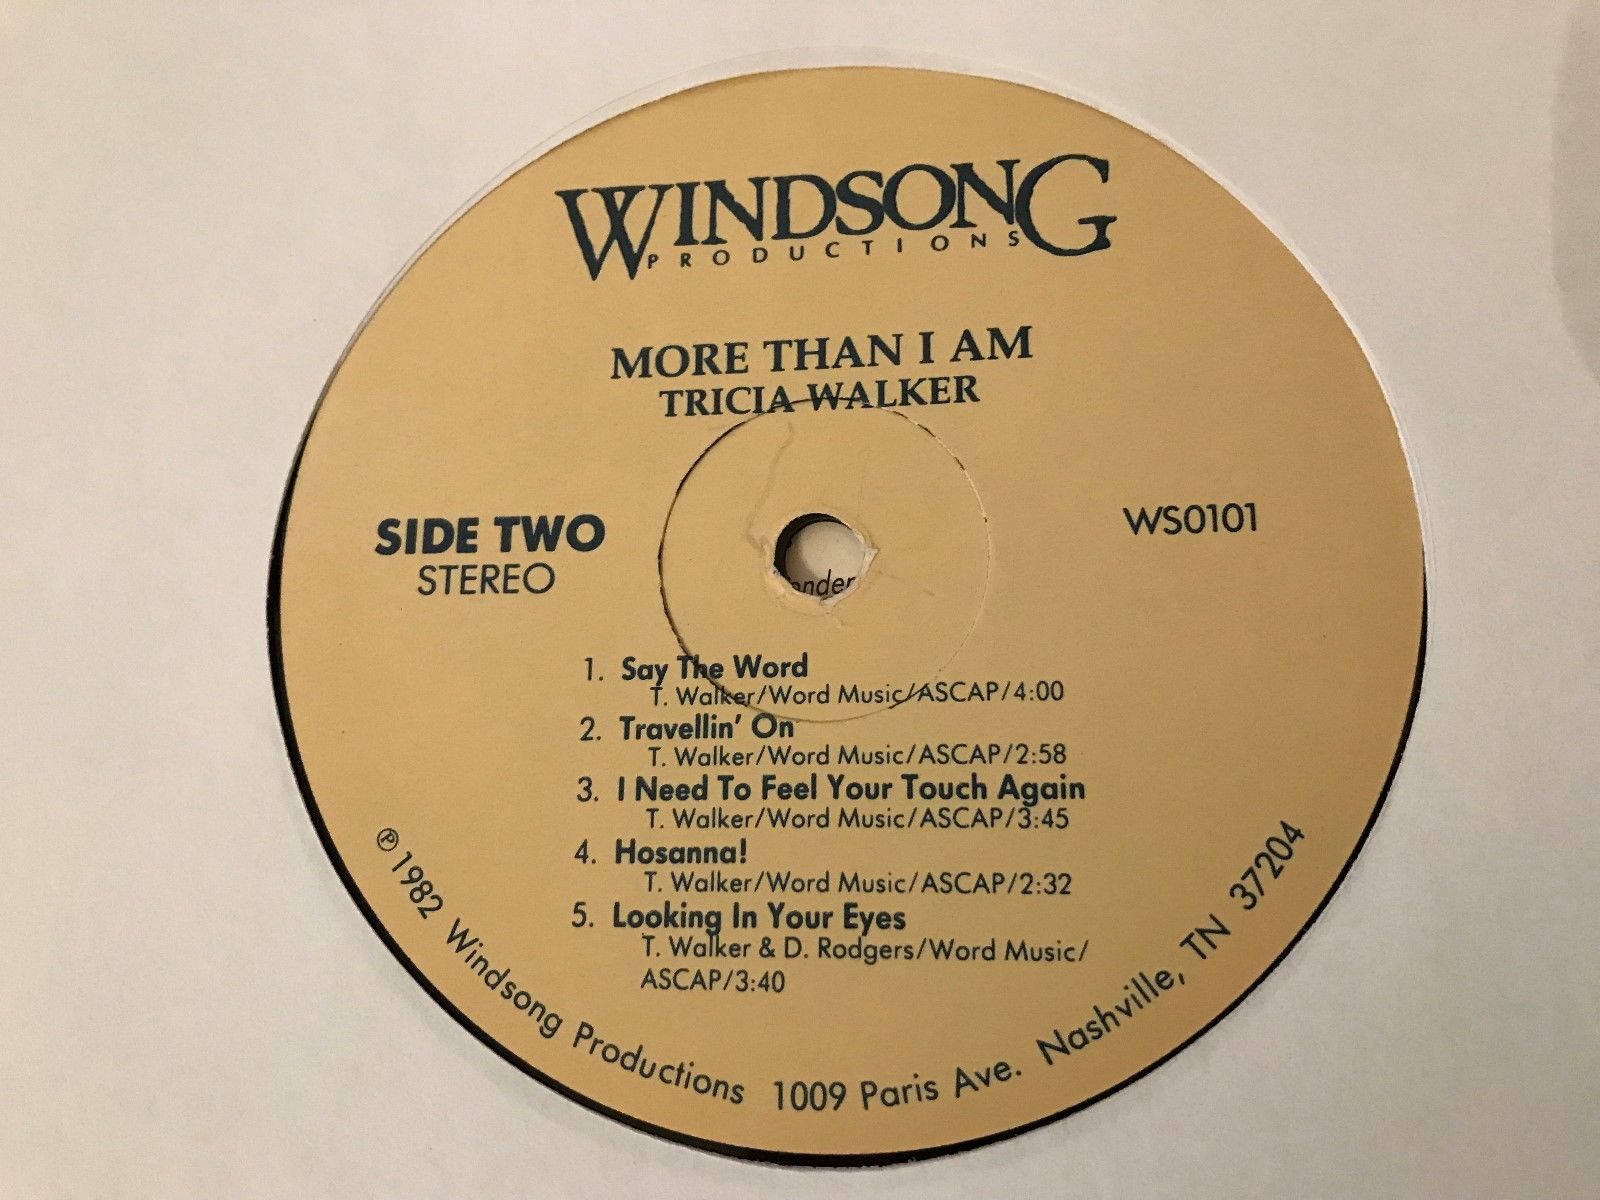 WINDSONG
PRODUCTIONS
MORE THAN I AM
TRICIA WALKER
SIDE TWO
STEREO
WS0101
1. Say The Word
T. Walker/Word Music/ASCAP/4:00
2. Travellin' On
T. Walker/Word Music/ASCAP/2:58
3. I Need To Feel Your Touch Again
T. Walker/Word Music/ASCAP/3:45
4. Hosanna!
T. Walker/Word Music/ASCAP/2:32
5. Looking In Your Eyes
T. Walker & D. Rodgers/Word Music/
ASCAP/3:40
℗ 1982 Windsong Productions 1009 Paris Ave. Nashville, TN 37204